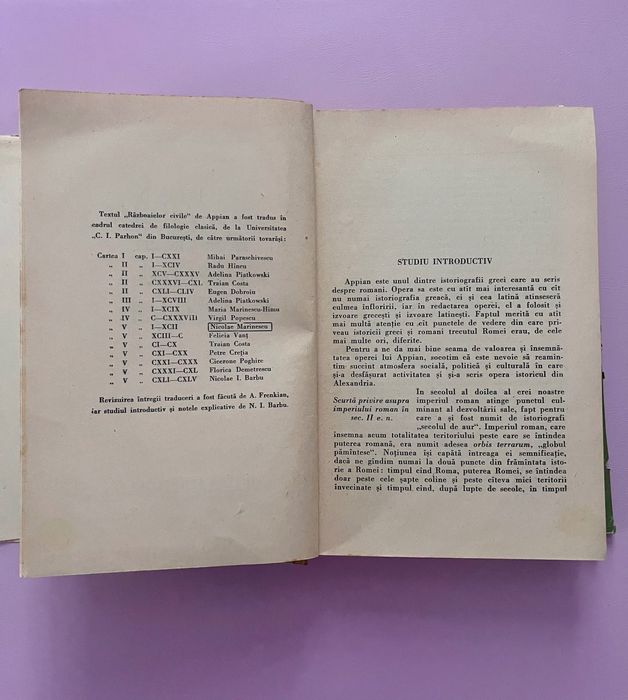 Textul „Războaielor civile" de Appian a fost tradus in
cadrul catedrei de filologie clasică, de la Universitatea
„C. I. Parhon" din București, de către următorii tovarăși:
Cartea I cap. I—CXXI Mihai Paraschivescu
„ II „ I—XCIV Radu Hîncu
„ II „ XCV—CXXXV Adelina Piatkowski
„ II „ CXXXVI—CXL Traian Costa
„ II „ CXLI—CLIV Eugen Dobroiu
„ III „ I—XCVIII Adelina Piatkowski
„ IV „ I—XCIX Maria Marinescu-Himu
„ IV „ C—CXXXVIII Virgil Popescu
„ V „ I—XCII Nicolae Marinescu
„ V „ XCIII—C Felicia Vanț
„ V „ CI—CX Traian Costa
„ V „ CXI—CXX Petre Creția
„ V „ CXXI—CXXX Cicerone Poghirc
„ V „ CXXXI—CXL Florica Demetrescu
„ V „ CXLI—CXLV Nicolae I. Barbu
Revizuirea întregii traduceri a fost făcută de A. Frenkian,
iar studiul introductiv și notele explicative de N. I. Barbu.
STUDIU INTRODUCTIV
Appian este unul dintre istoriografii greci care au scris
despre romani. Opera sa este cu atît mai interesantă cu cît
nu numai istoriografia greacă, ci și cea latină atinseseră
culmea înfloririi, iar în redactarea operei, el a folosit și
izvoare grecești și izvoare latinești. Faptul merită cu atît
mai multă atenție cu cît punctele de vedere din care priv-
eau istoricii greci și romani trecutul Romei erau, de cele
mai multe ori, diferite.
Pentru a ne da mai bine seama de valoarea și însemnă-
tatea operei lui Appian, socotim că este nevoie să reamin-
tim succint atmosfera socială, politică și culturală în care
și-a desfășurat activitatea și și-a scris opera istoricul din
Alexandria.
Scurtă privire asupra
imperiului roman în
sec. II e. n.
In secolul al doilea al erei noastre
imperiul roman atinge punctul cul-
minant al dezvoltării sale, fapt pentru
care a și fost numit de istoriografi
„secolul de aur". Imperiul roman, care
însemna acum totalitatea teritoriului peste care se întindea
puterea romană, era numit adesea orbis terrarum, „globul
pămîntesc". Noțiunea își capătă întreaga ei semnificație,
dacă ne gîndim numai la două puncte din frămîntata isto-
rie a Romei: timpul cînd Roma, puterea Romei, se întindea
doar peste cele șapte coline și peste cîteva mici teritorii
învecinate și timpul cînd, după lupte de secole, în timpul